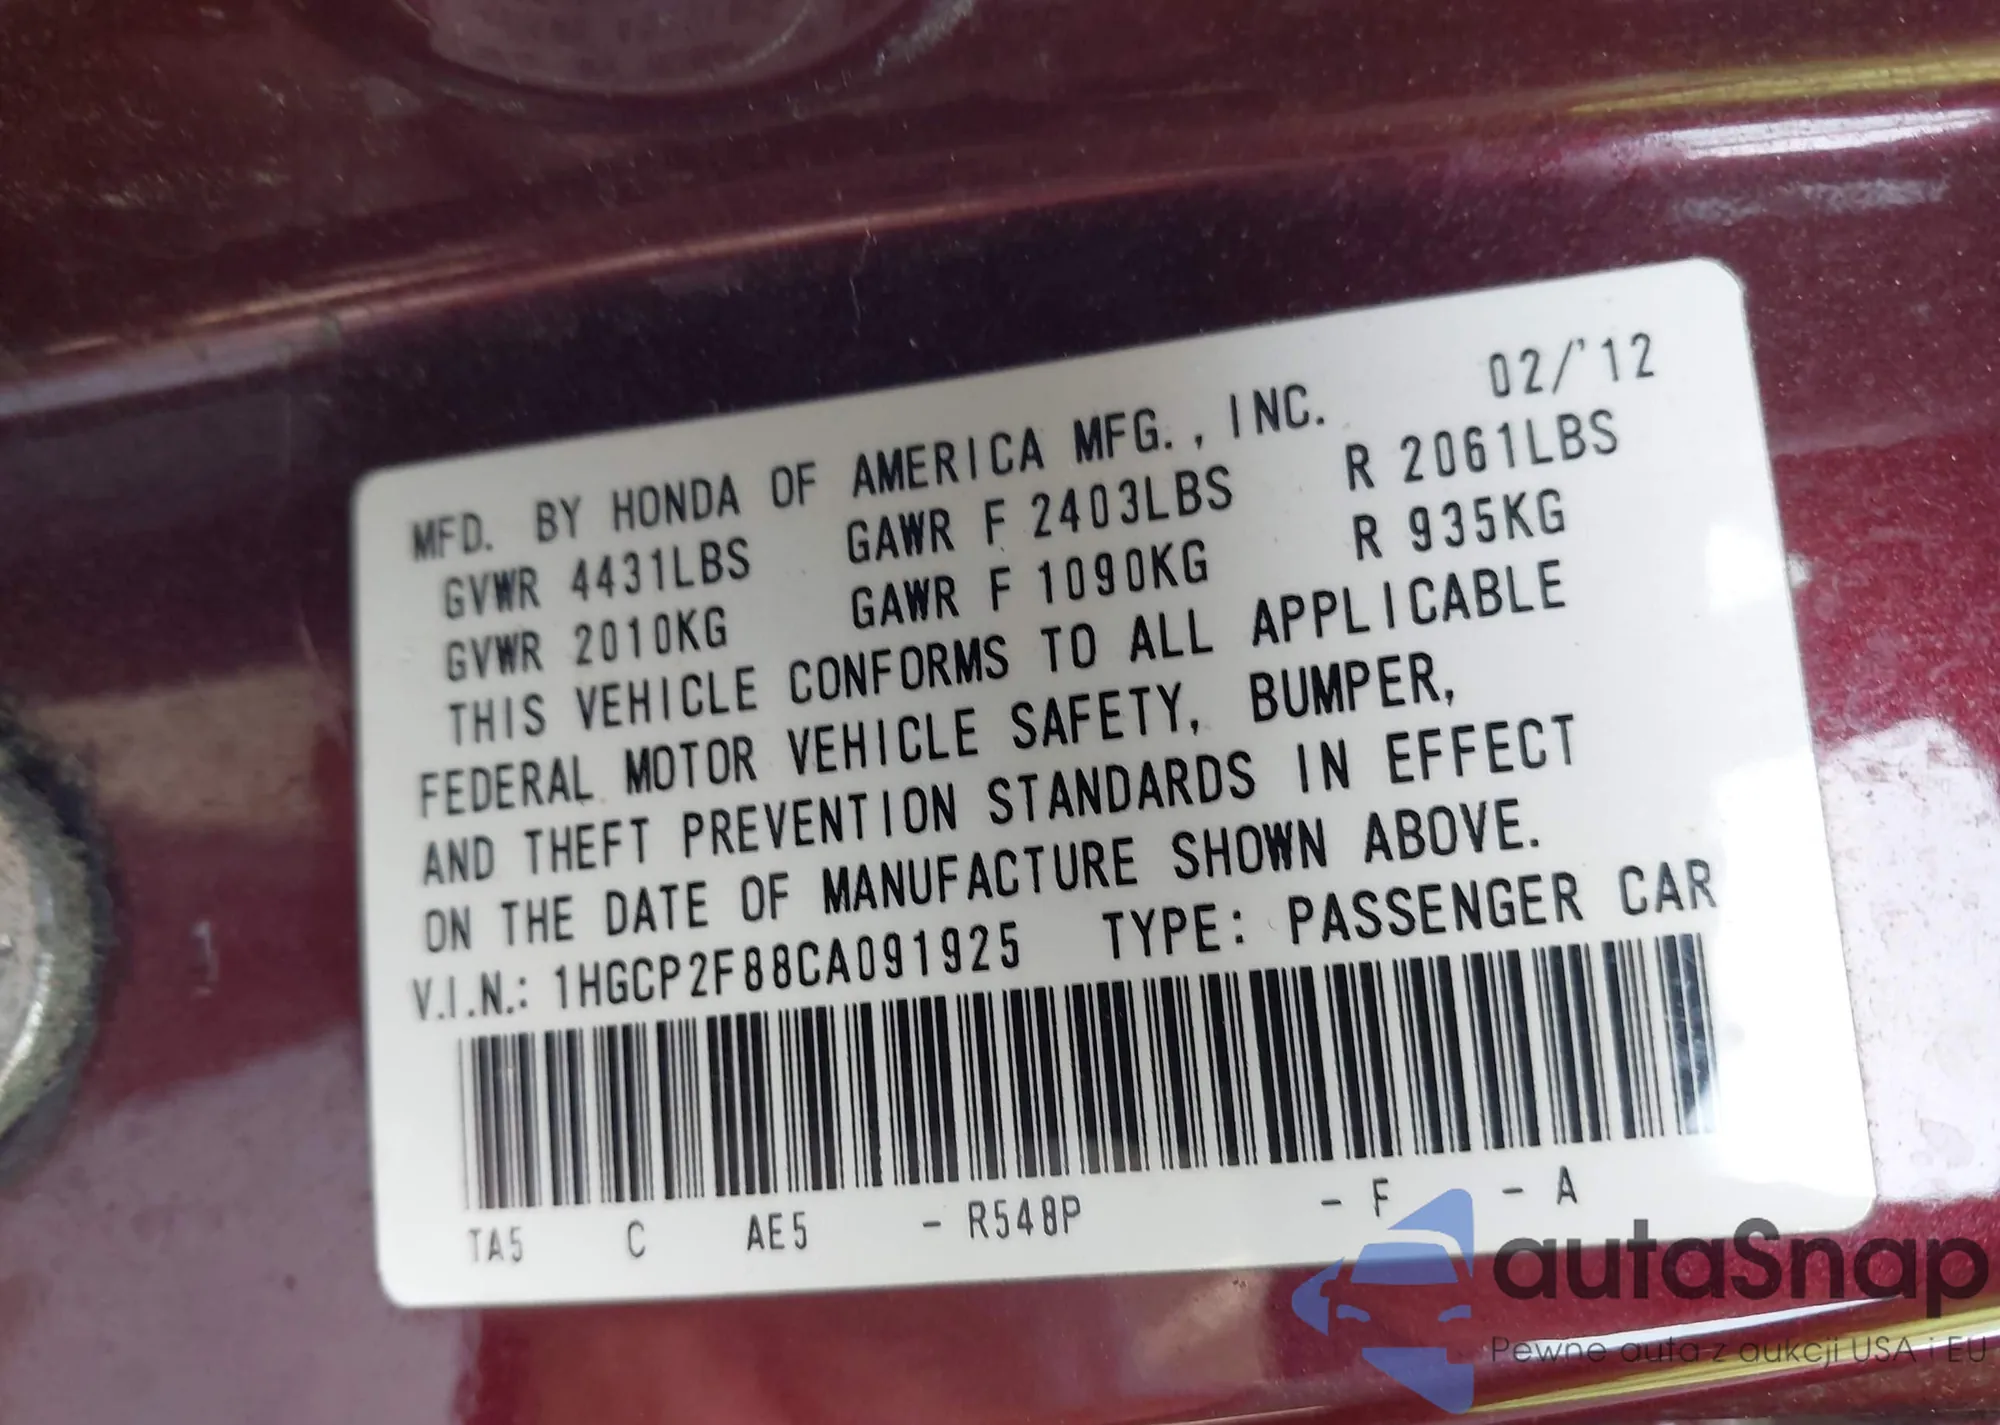 02/'12
MFD. BY HONDA OF AMERICA MFG., INC.
GVWR 4431LBS GAWR F 2403LBS R 2061LBS
GVWR 2010KG GAWR F 1090KG R 935KG
THIS VEHICLE CONFORMS TO ALL APPLICABLE
FEDERAL MOTOR VEHICLE SAFETY, BUMPER,
AND THEFT PREVENTION STANDARDS IN EFFECT
ON THE DATE OF MANUFACTURE SHOWN ABOVE.
V.I.N.: 1HGCP2F88CA091925 TYPE: PASSENGER CAR
TA5 C AE5 - R548P - F - A
autaSnap
Pewne auta z aukcji USA i EU